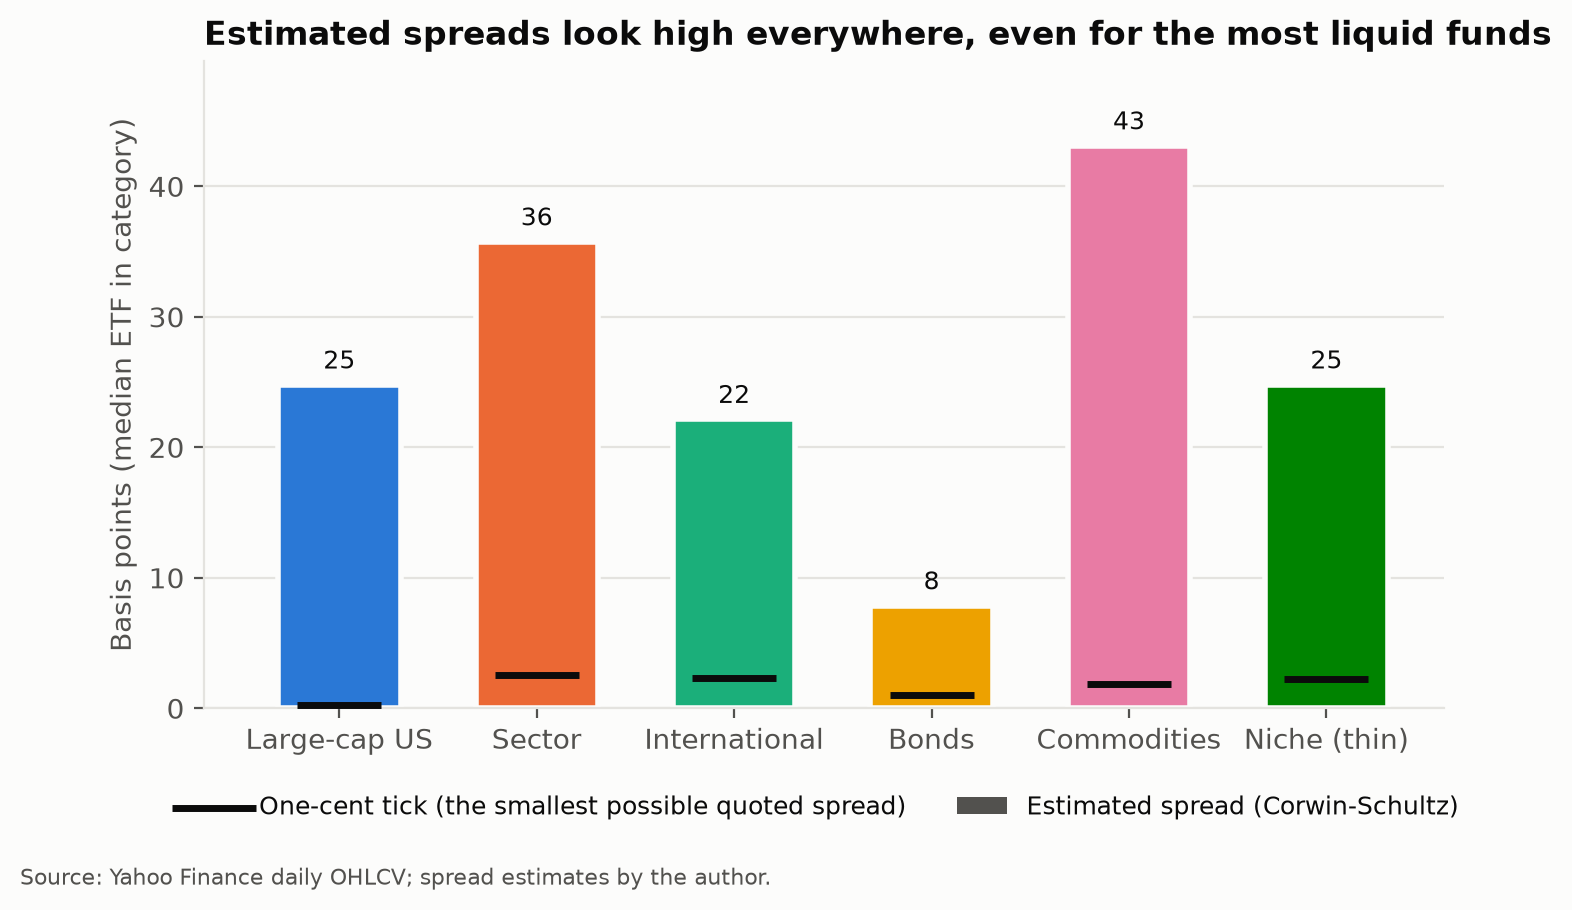 Estimated spreads look high everywhere, even for the most liquid funds
Basis points (median ETF in category)
40
30
20
10
0
25
36
22
8
43
25
Large-cap US
Sector
International
Bonds
Commodities
Niche (thin)
One-cent tick (the smallest possible quoted spread)
Estimated spread (Corwin-Schultz)
Source: Yahoo Finance daily OHLCV; spread estimates by the author.